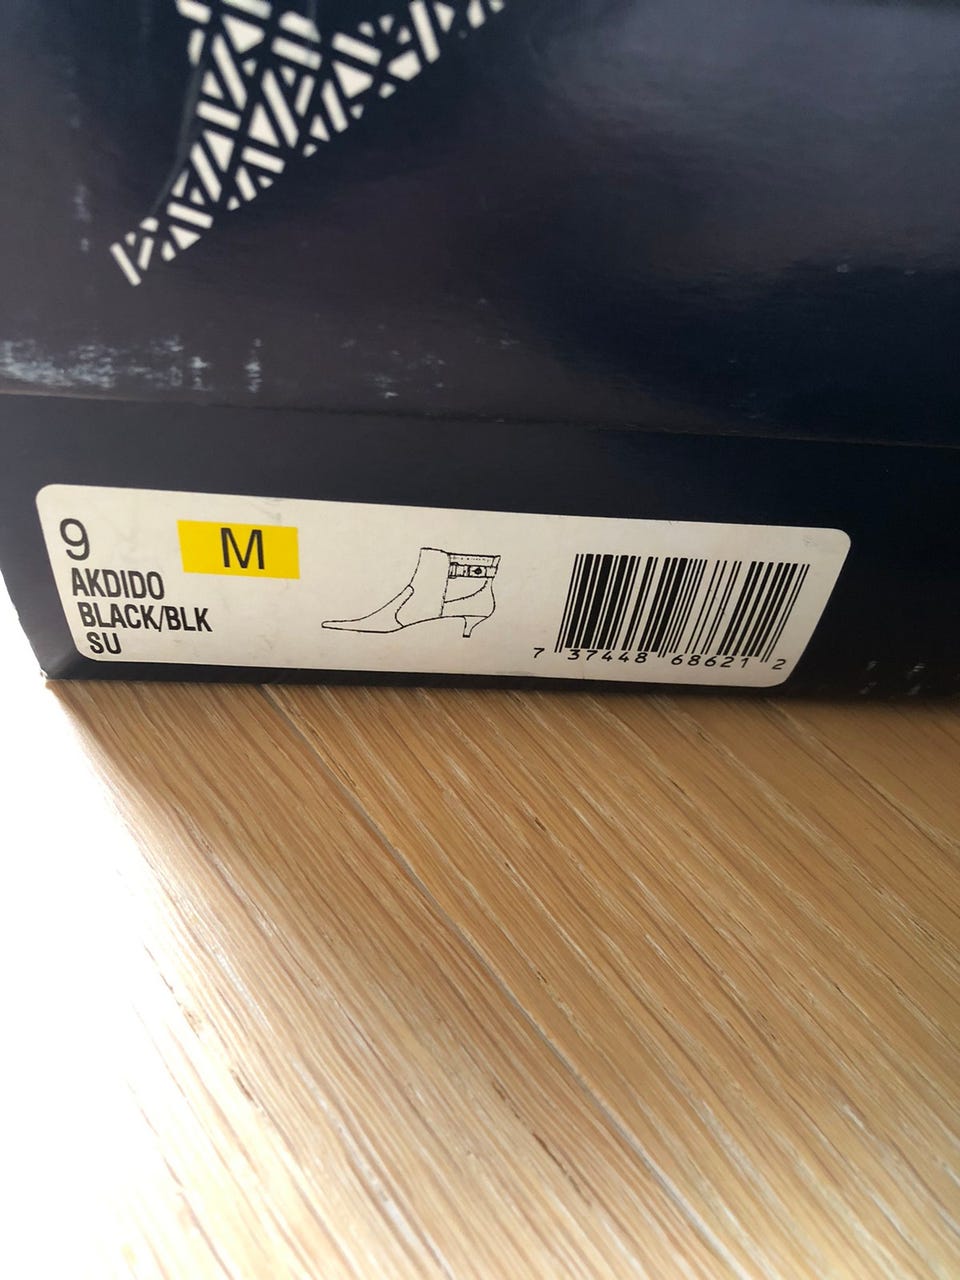 9 M
AKDIDO
BLACK/BLK
SU
7 37448 68621 2